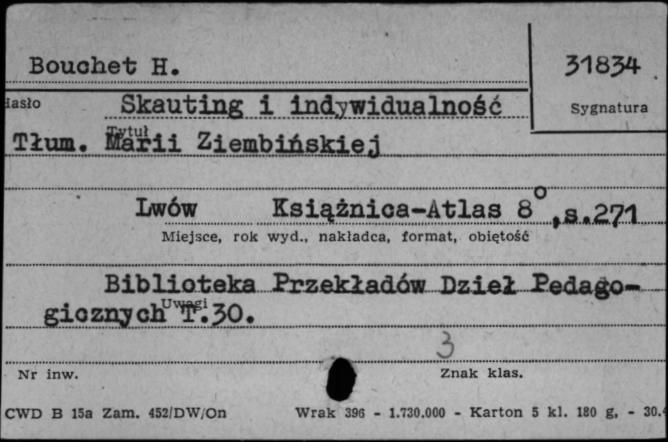 Bouchet H.
31834
Hasło
Skauting i indywidualność
Sygnatura
Tytuł
Tłum. Marii Ziembińskiej
Lwów Książnica-Atlas 8°, s.271
Miejsce, rok wyd., nakładca, format, objętość
Biblioteka Przekładów Dzieł Pedago-
Uwagi
gicznych T.30.
3
Nr inw.
Znak klas.
CWD B 15a Zam. 452/DW/On Wrak 396 - 1.730.000 - Karton 5 kl. 180 g, - 30.4